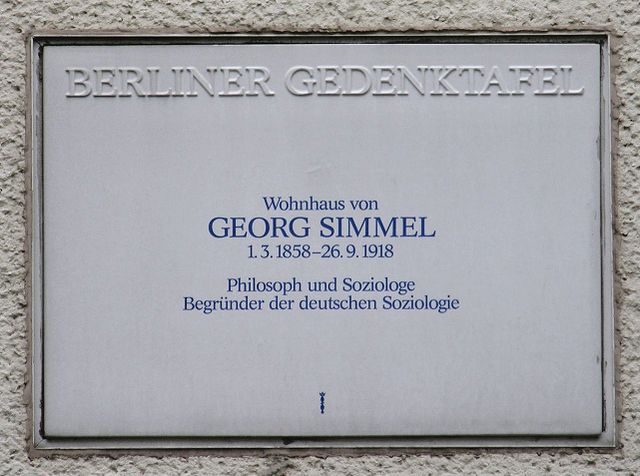 BERLINER GEDENKTAFEL
Wohnhaus von
GEORG SIMMEL
1.3.1858–26.9.1918
Philosoph und Soziologe
Begründer der deutschen Soziologie